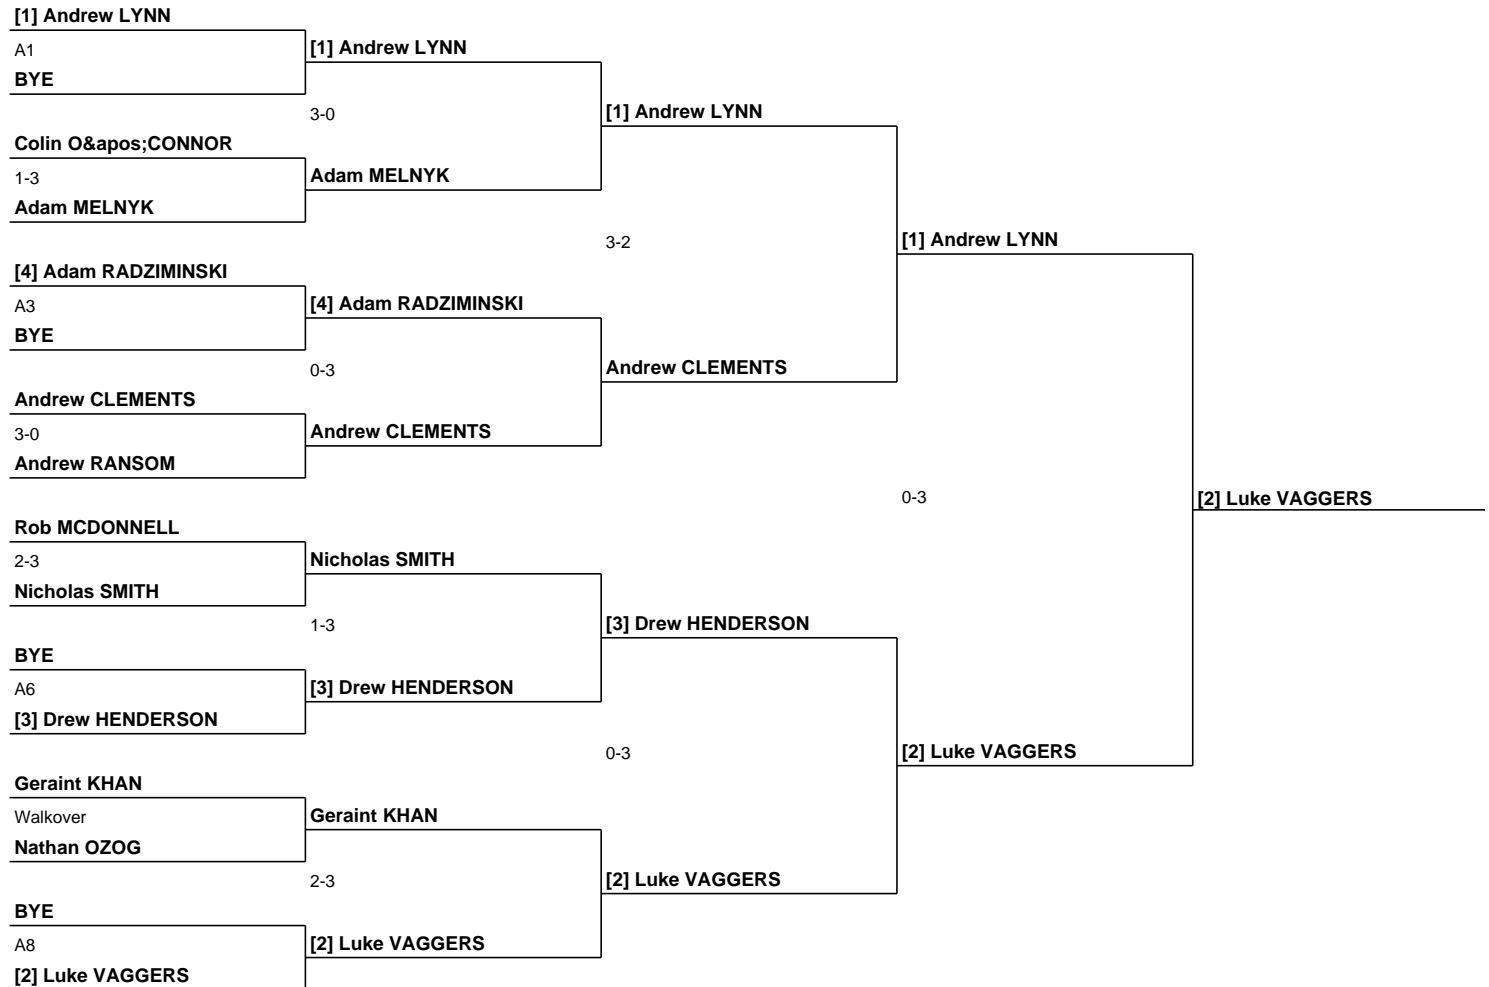 [1] Andrew LYNN
A1
BYE
[1] Andrew LYNN
3-0
Colin O&apos;CONNOR
1-3
Adam MELNYK
Adam MELNYK
[1] Andrew LYNN
3-2
[4] Adam RADZIMINSKI
A3
BYE
[4] Adam RADZIMINSKI
0-3
Andrew CLEMENTS
3-0
Andrew RANSOM
Andrew CLEMENTS
Andrew CLEMENTS
[1] Andrew LYNN
0-3
[2] Luke VAGGERS
Rob MCDONNELL
2-3
Nicholas SMITH
Nicholas SMITH
1-3
BYE
A6
[3] Drew HENDERSON
[3] Drew HENDERSON
[3] Drew HENDERSON
0-3
[2] Luke VAGGERS
Geraint KHAN
Walkover
Nathan OZOG
Geraint KHAN
2-3
BYE
A8
[2] Luke VAGGERS
[2] Luke VAGGERS
[2] Luke VAGGERS